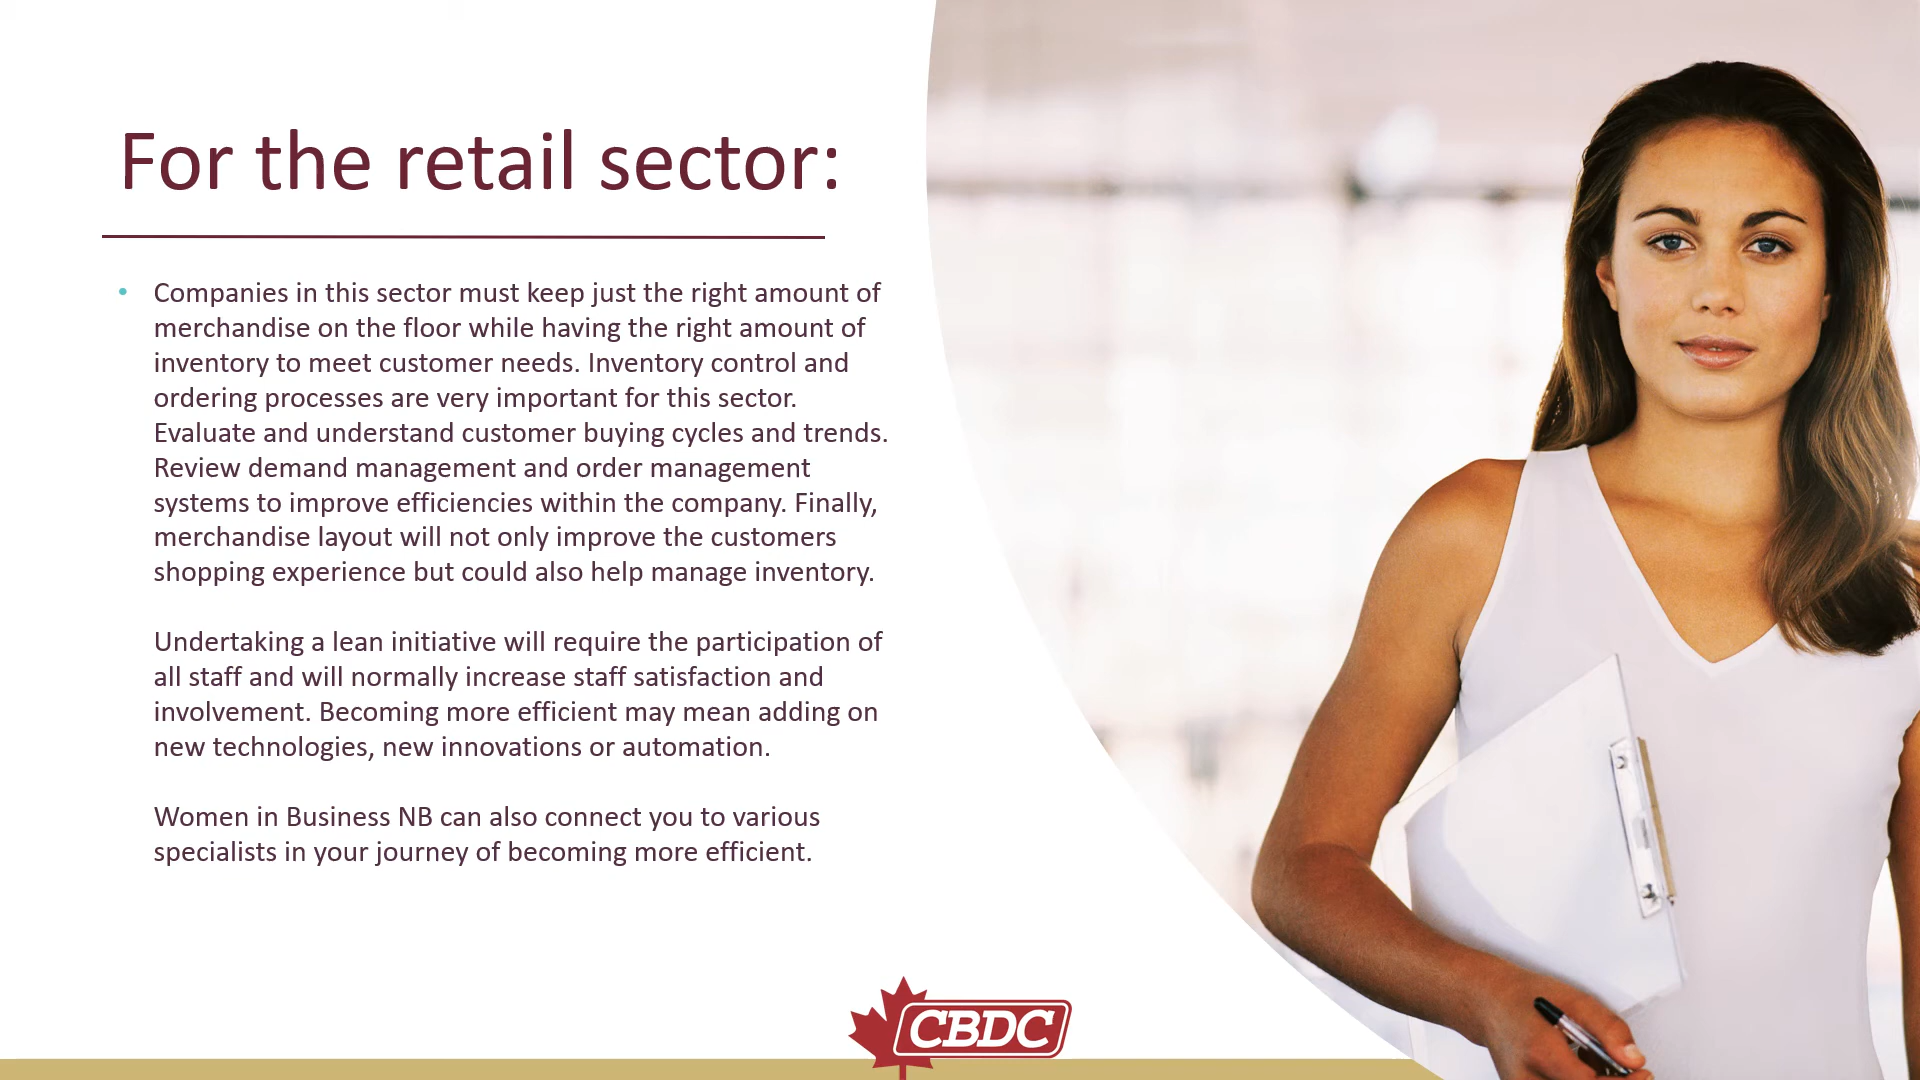 For the retail sector:
• Companies in this sector must keep just the right amount of
merchandise on the floor while having the right amount of
inventory to meet customer needs. Inventory control and
ordering processes are very important for this sector.
Evaluate and understand customer buying cycles and trends.
Review demand management and order management
systems to improve efficiencies within the company. Finally,
merchandise layout will not only improve the customers
shopping experience but could also help manage inventory.
Undertaking a lean initiative will require the participation of
all staff and will normally increase staff satisfaction and
involvement. Becoming more efficient may mean adding on
new technologies, new innovations or automation.
Women in Business NB can also connect you to various
specialists in your journey of becoming more efficient.
CBDC